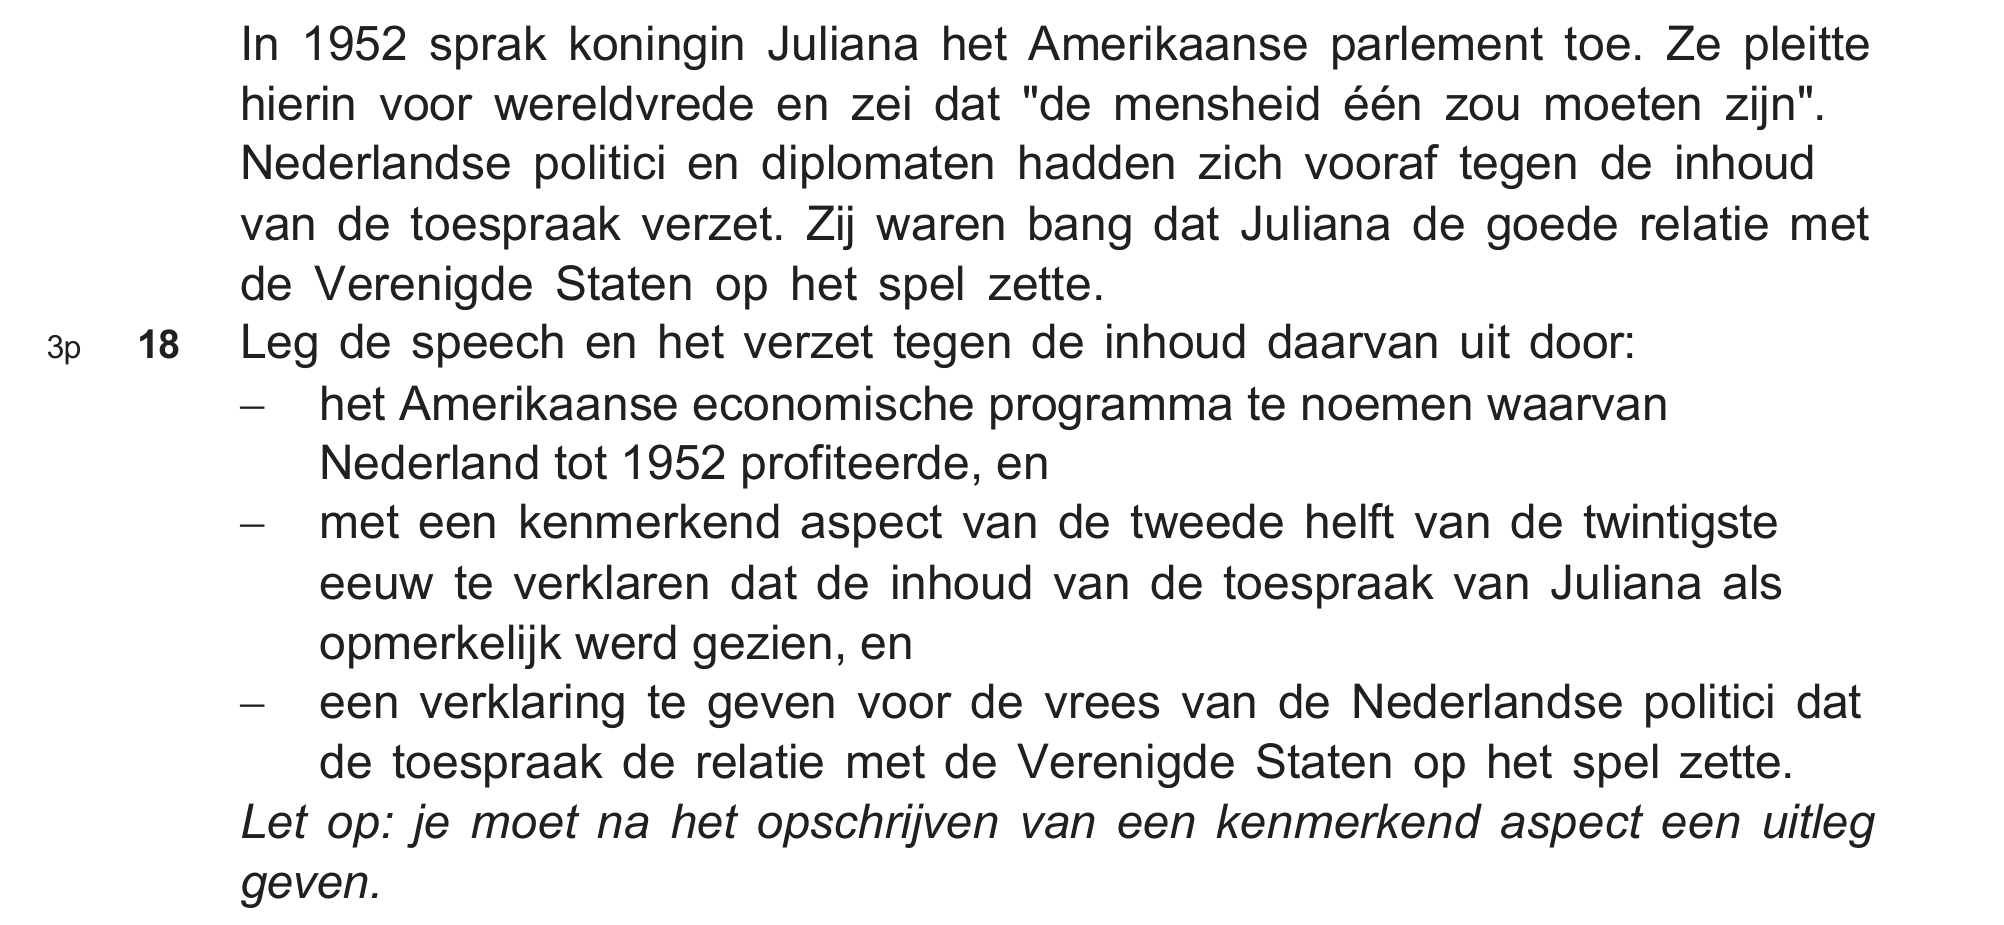 In 1952 sprak koningin Juliana het Amerikaanse parlement toe. Ze pleitte
hierin voor wereldvrede en zei dat "de mensheid één zou moeten zijn".
Nederlandse politici en diplomaten hadden zich vooraf tegen de inhoud
van de toespraak verzet. Zij waren bang dat Juliana de goede relatie met
de Verenigde Staten op het spel zette.
3p 18 Leg de speech en het verzet tegen de inhoud daarvan uit door:
– het Amerikaanse economische programma te noemen waarvan
Nederland tot 1952 profiteerde, en
– met een kenmerkend aspect van de tweede helft van de twintigste
eeuw te verklaren dat de inhoud van de toespraak van Juliana als
opmerkelijk werd gezien, en
– een verklaring te geven voor de vrees van de Nederlandse politici dat
de toespraak de relatie met de Verenigde Staten op het spel zette.
Let op: je moet na het opschrijven van een kenmerkend aspect een uitleg
geven.